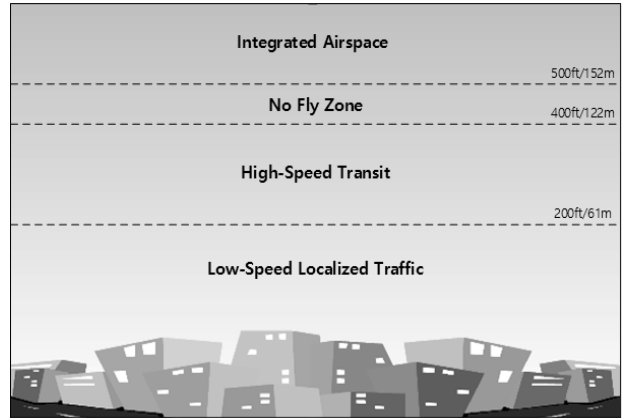 Integrated Airspace
500ft/152m
No Fly Zone
400ft/122m
High-Speed Transit
200ft/61m
Low-Speed Localized Traffic